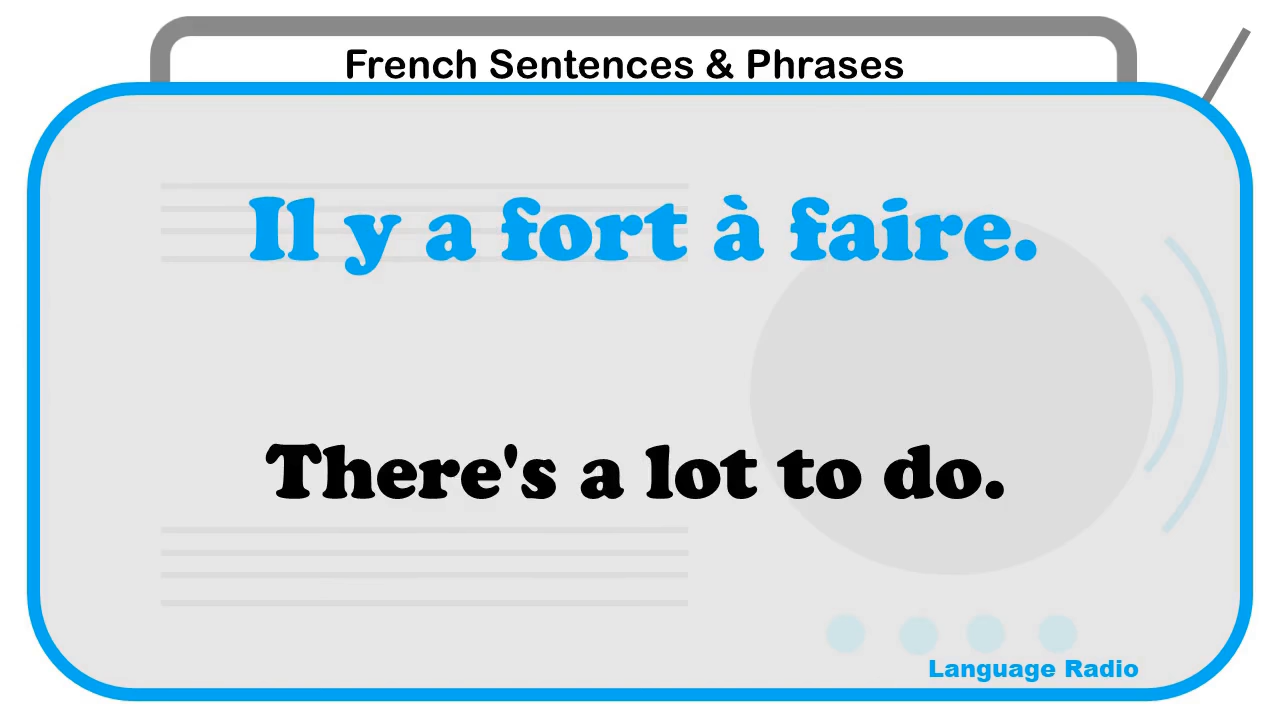 French Sentences & Phrases
Il y a fort à faire.
There's a lot to do.
Language Radio